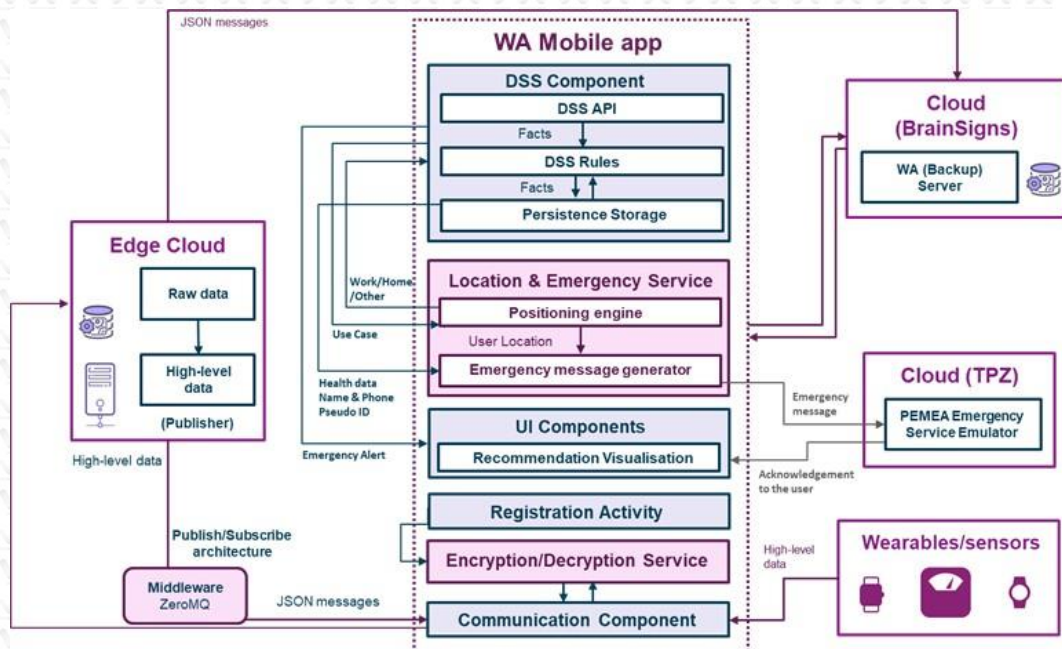 JSON messages
WA Mobile app
DSS Component
DSS API
Facts
DSS Rules
Facts
Persistence Storage
Cloud
(BrainSigns)
WA (Backup)
Server
Edge Cloud
Raw data
High-level
data
(Publisher)
High-level data
Work/Home
/Other
Use Case
Health data
Name & Phone
Pseudo ID
Emergency Alert
Location & Emergency Service
Positioning engine
User Location
Emergency message generator
Emergency
message
Cloud (TPZ)
PEMEA Emergency
Service Emulator
Acknowledgement
to the user
UI Components
Recommendation Visualisation
Registration Activity
Encryption/Decryption Service
Communication Component
Publish/Subscribe
architecture
Middleware
ZeroMQ
JSON messages
High-level
data
Wearables/sensors